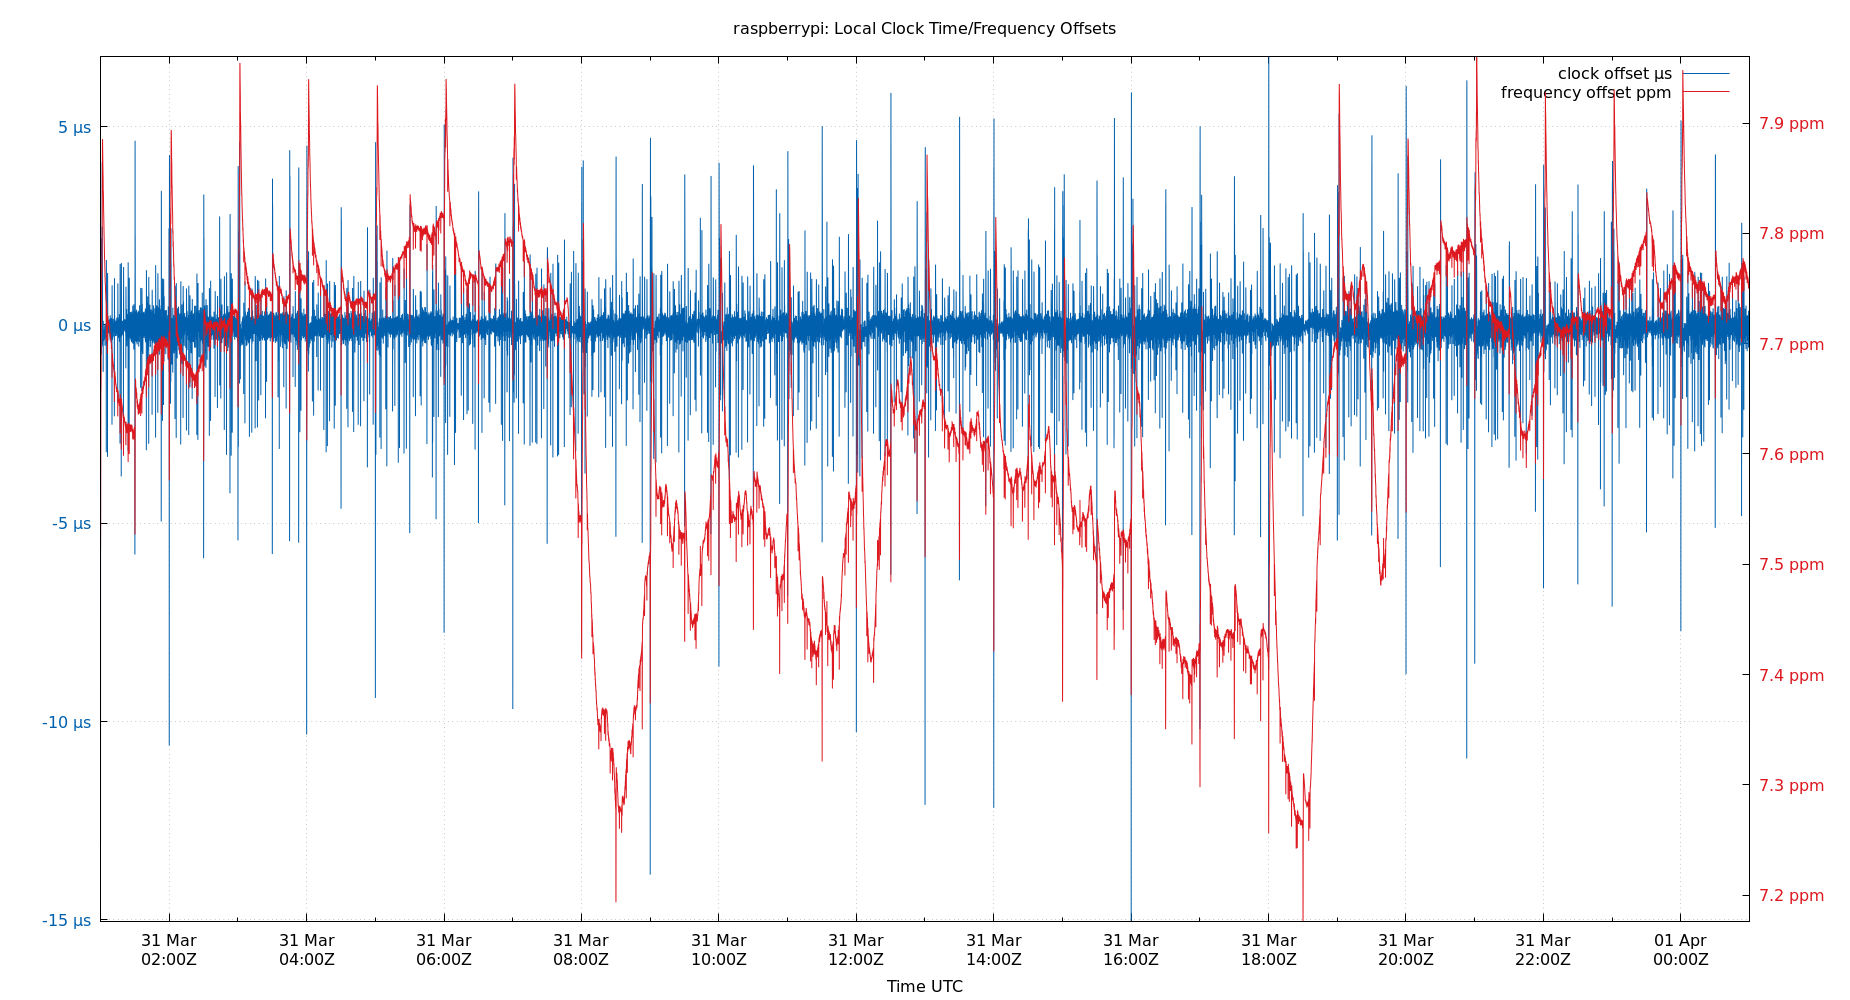 raspberrypi: Local Clock Time/Frequency Offsets
clock offset µs
frequency offset ppm
5 µs
0 µs
-5 µs
-10 µs
-15 µs
7.9 ppm
7.8 ppm
7.7 ppm
7.6 ppm
7.5 ppm
7.4 ppm
7.3 ppm
7.2 ppm
31 Mar 31 Mar 31 Mar 31 Mar 31 Mar 31 Mar 31 Mar 31 Mar 31 Mar 31 Mar 31 Mar 01 Apr
02:00Z 04:00Z 06:00Z 08:00Z 10:00Z 12:00Z 14:00Z 16:00Z 18:00Z 20:00Z 22:00Z 00:00Z
Time UTC